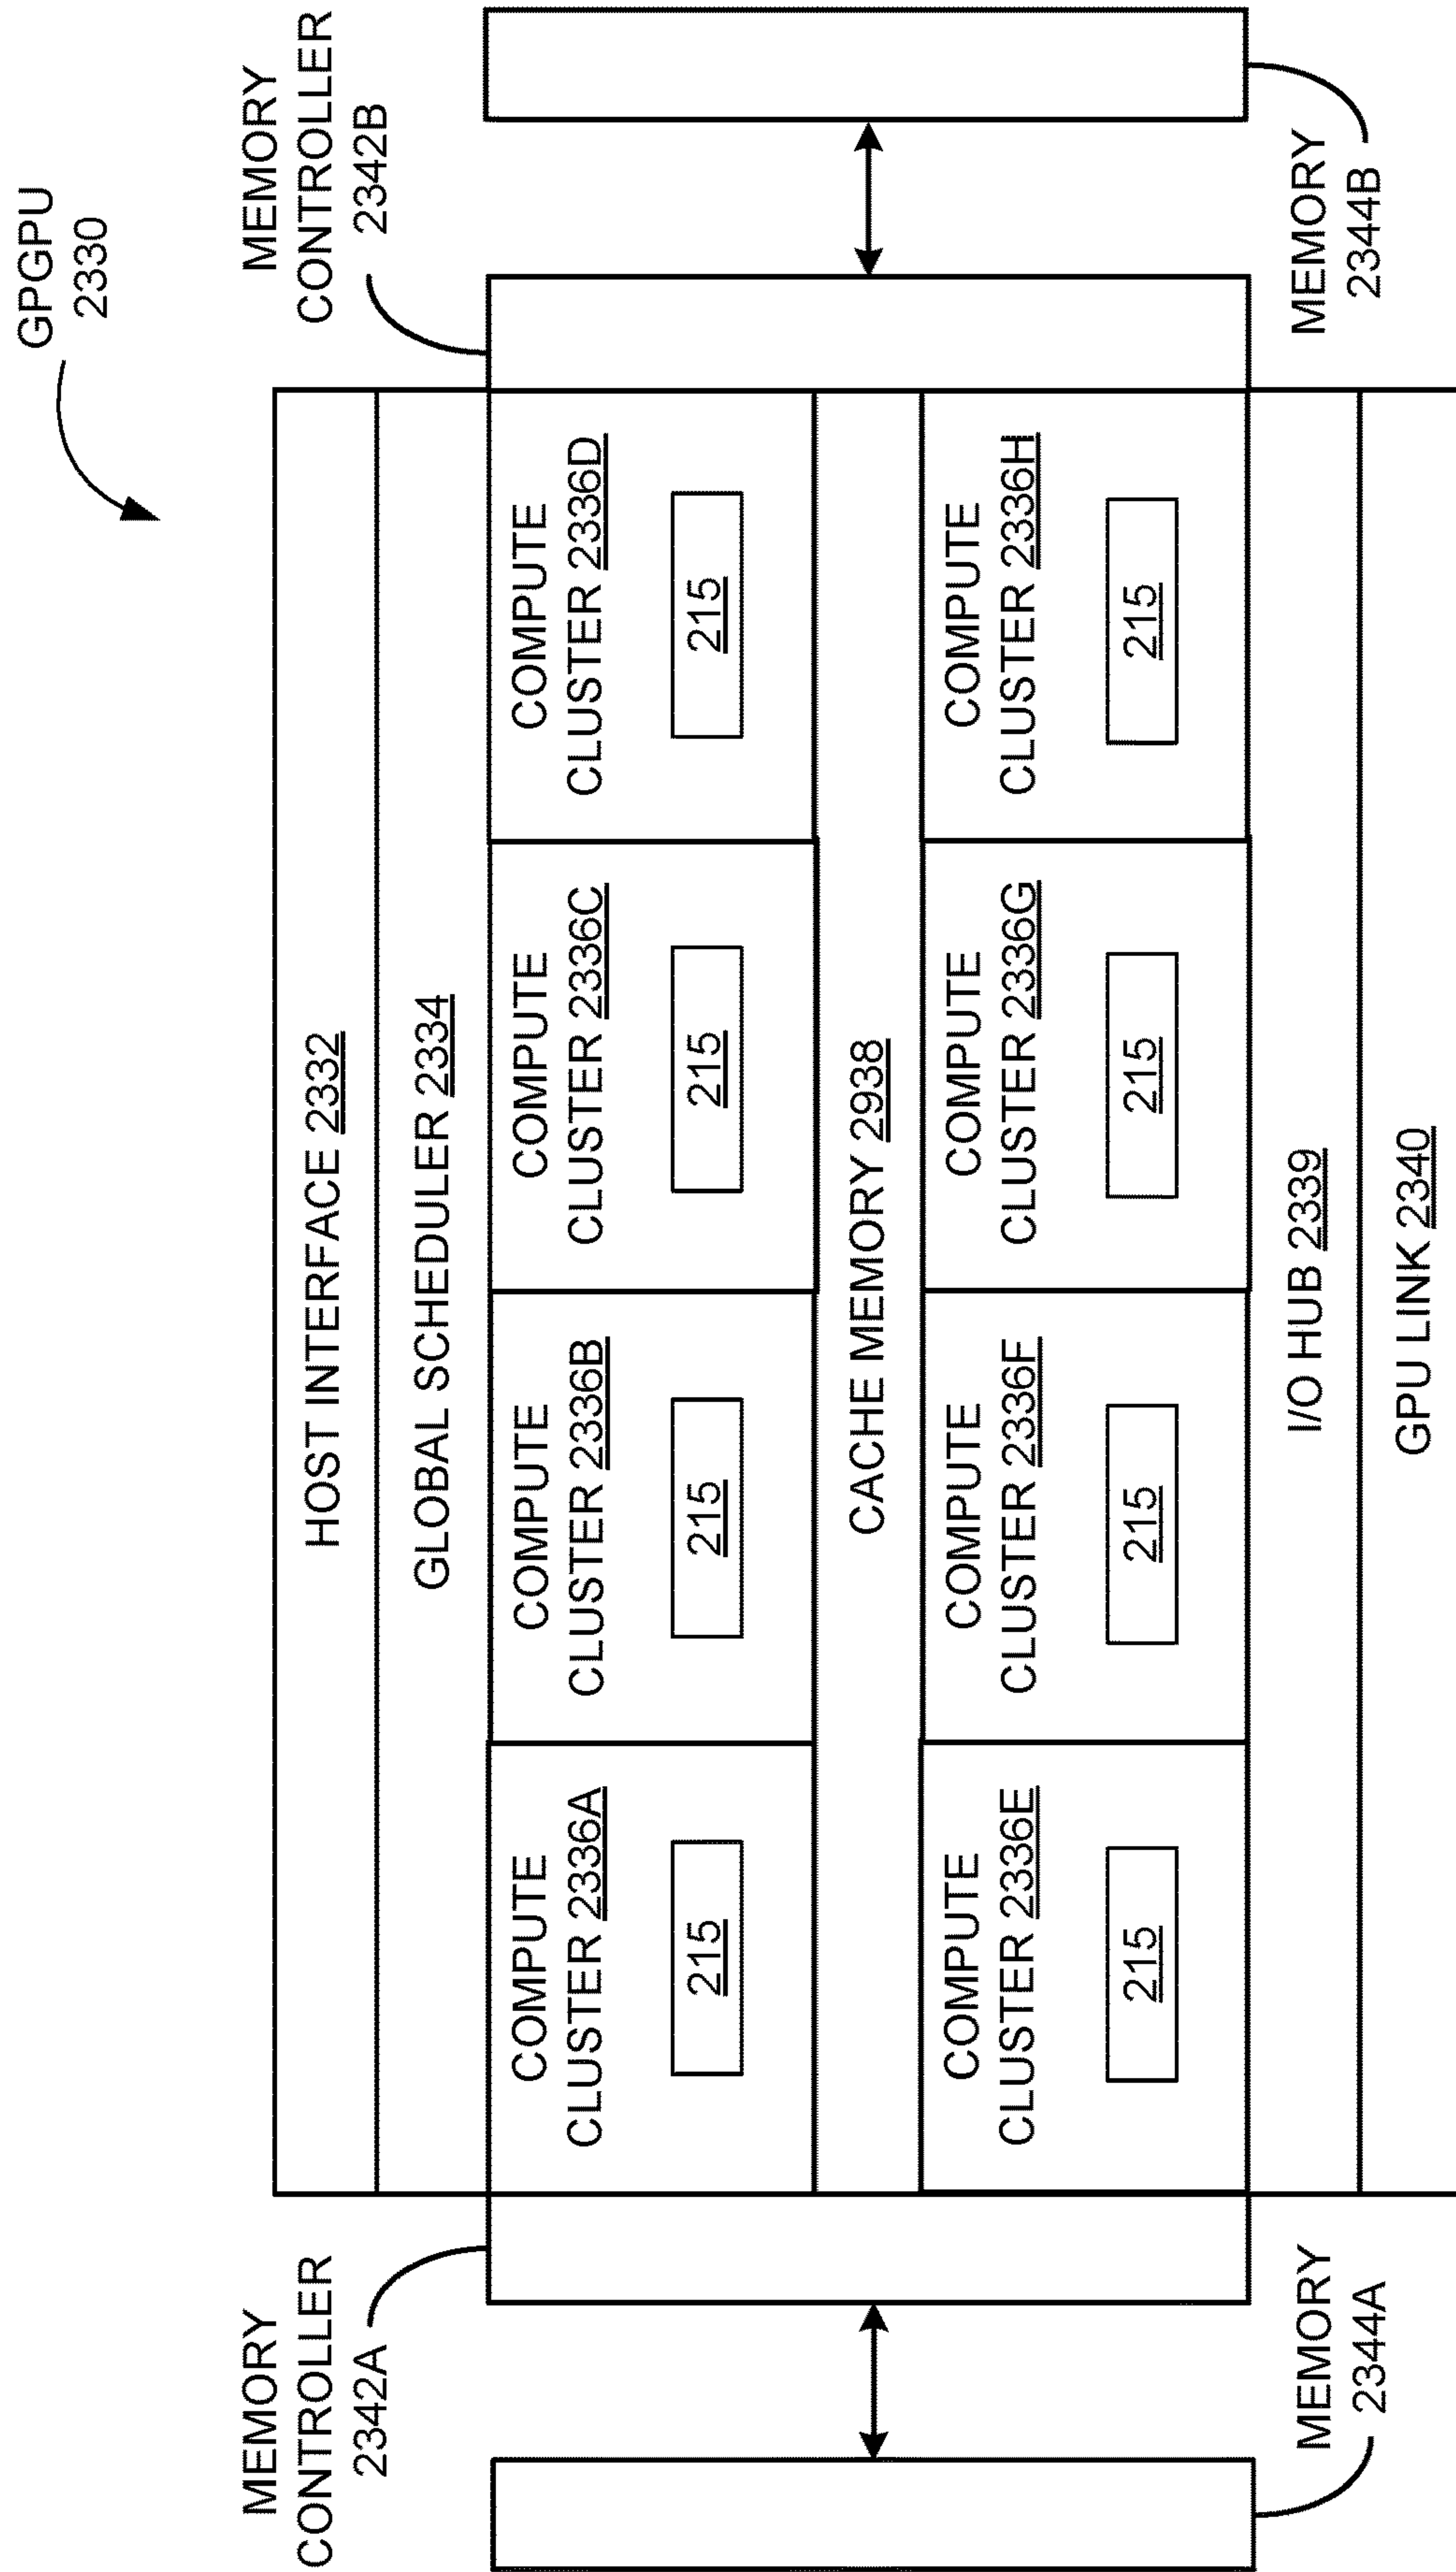 GPGPU
2330
MEMORY
CONTROLLER
2342A
MEMORY
CONTROLLER
2342B
HOST INTERFACE 2332
GLOBAL SCHEDULER 2334
COMPUTE
CLUSTER 2336A
215
COMPUTE
CLUSTER 2336B
215
COMPUTE
CLUSTER 2336C
215
COMPUTE
CLUSTER 2336D
215
CACHE MEMORY 2938
COMPUTE
CLUSTER 2336E
215
COMPUTE
CLUSTER 2336F
215
COMPUTE
CLUSTER 2336G
215
COMPUTE
CLUSTER 2336H
215
I/O HUB 2339
GPU LINK 2340
MEMORY
2344A
MEMORY
2344B